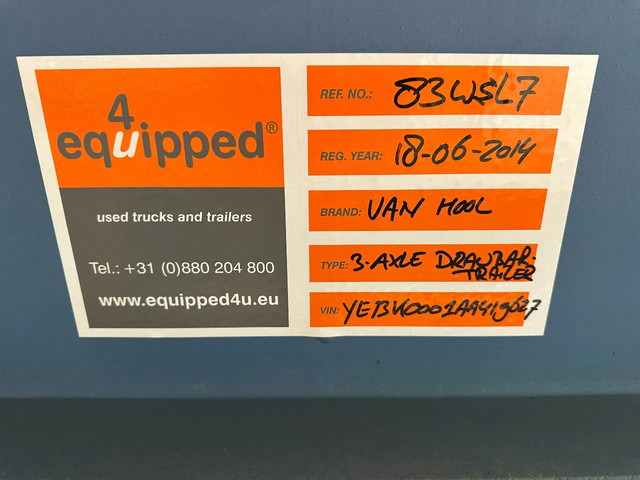 4
equipped®
used trucks and trailers
Tel.: +31 (0)880 204 800
www.equipped4u.eu
REF. NO.: 83WSL7
REG. YEAR: 18-06-2014
BRAND: VAN HOOL
TYPE: 3-AXLE DRAWBAR-
TRAILER
VIN: